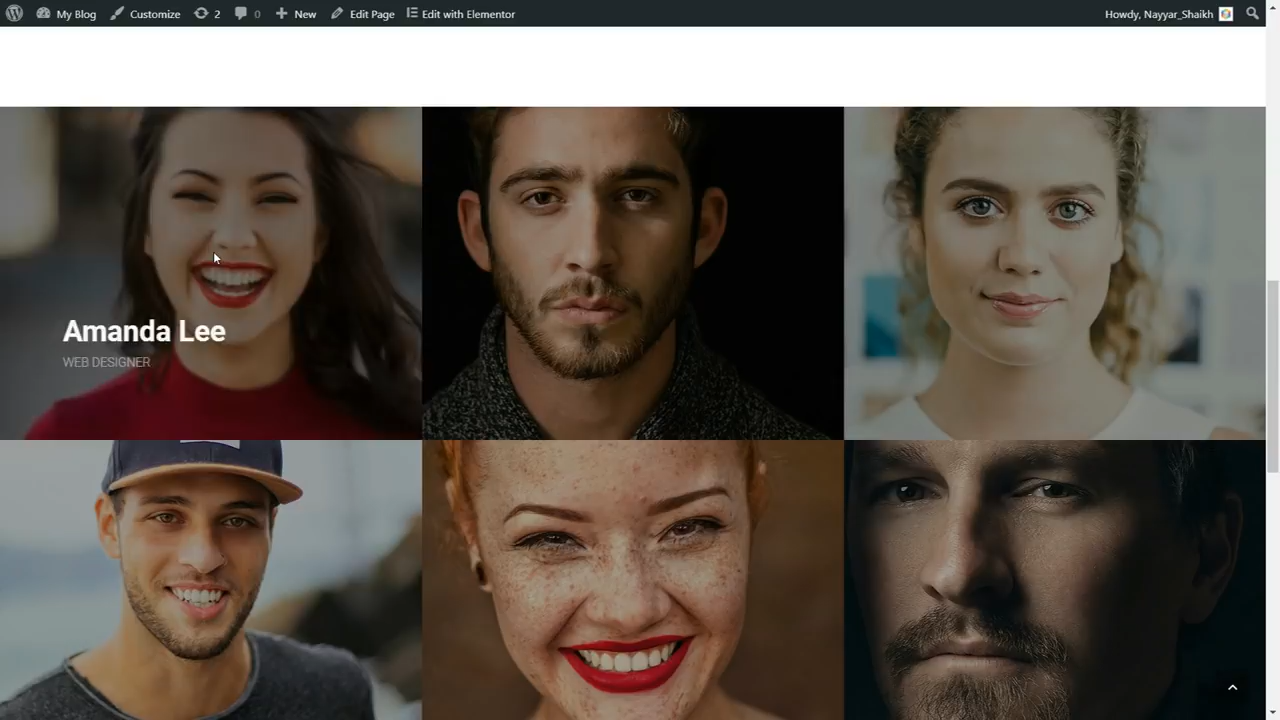 My Blog Customize 2 0 New Edit Page Edit with Elementor Howdy, Nayyar_Shaikh
Amanda Lee
WEB DESIGNER